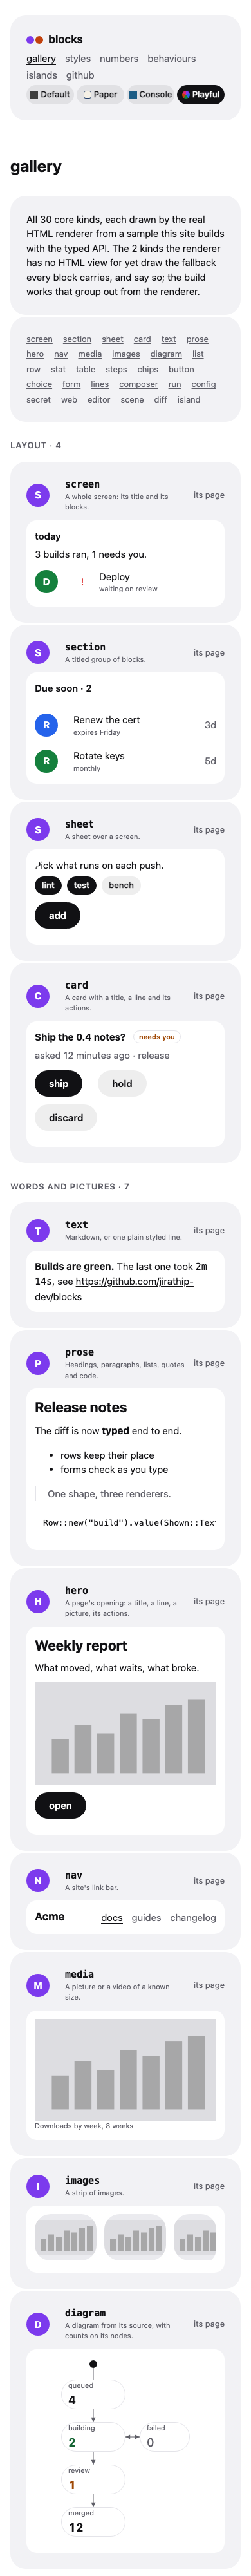 blocks
gallery styles numbers behaviours
islands github
Default Paper Console Playful
gallery
All 30 core kinds, each drawn by the real
HTML renderer from a sample this site builds
with the typed API. The 2 kinds the renderer
has no HTML view for yet draw the fallback
every block carries, and say so; the build
works that group out from the renderer.
screen section sheet card text prose
hero nav media images diagram list
row stat table steps chips button
choice form lines composer run config
secret web editor scene diff island
LAYOUT · 4
S screen its page
A whole screen: its title and its
blocks.
today
3 builds ran, 1 needs you.
D ! Deploy
waiting on review
S section its page
A titled group of blocks.
Due soon · 2
R Renew the cert 3d
expires Friday
R Rotate keys 5d
monthly
S sheet its page
A sheet over a screen.
Pick what runs on each push.
lint test bench
add
C card its page
A card with a title, a line and its
actions.
Ship the 0.4 notes? needs you
asked 12 minutes ago · release
ship hold
discard
WORDS AND PICTURES · 7
T text its page
Markdown, or one plain styled line.
Builds are green. The last one took 2m
14s, see https://github.com/jirathip-
dev/blocks
P prose its page
Headings, paragraphs, lists, quotes
and code.
Release notes
The diff is now typed end to end.
• rows keep their place
• forms check as you type
One shape, three renderers.
Row::new("build").value(Shown::Tex
H hero its page
A page's opening: a title, a line, a
picture, its actions.
Weekly report
What moved, what waits, what broke.
open
N nav its page
A site's link bar.
Acme docs guides changelog
M media its page
A picture or a video of a known
size.
Downloads by week, 8 weeks
I images its page
A strip of images.
D diagram its page
A diagram from its source, with
counts on its nodes.
queued
4
building failed
2 0
review
1
merged
12